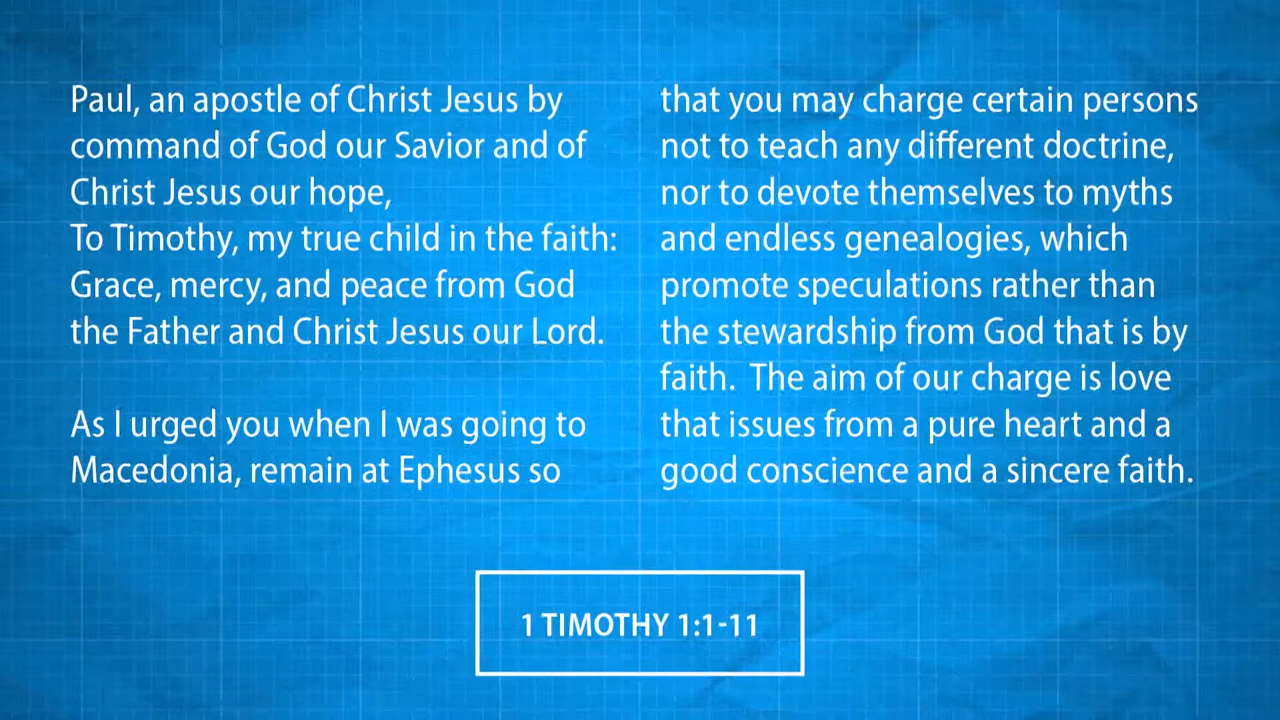 Paul, an apostle of Christ Jesus by
command of God our Savior and of
Christ Jesus our hope,
To Timothy, my true child in the faith:
Grace, mercy, and peace from God
the Father and Christ Jesus our Lord.
As I urged you when I was going to
Macedonia, remain at Ephesus so
that you may charge certain persons
not to teach any different doctrine,
nor to devote themselves to myths
and endless genealogies, which
promote speculations rather than
the stewardship from God that is by
faith.  The aim of our charge is love
that issues from a pure heart and a
good conscience and a sincere faith.
1 TIMOTHY 1:1-11